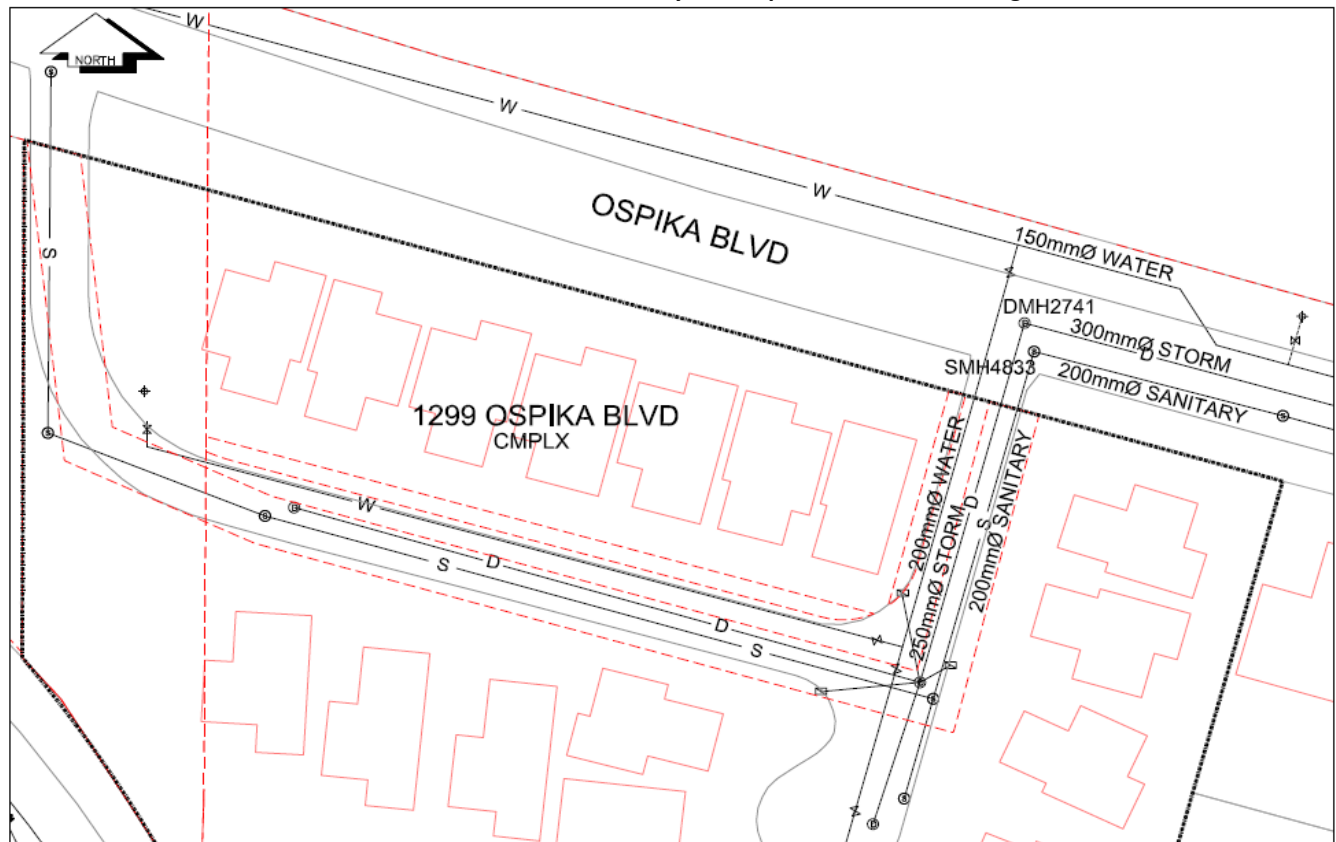 W
NORTH
W
W
OSPIKA BLVD
150mmØ WATER
S
DMH2741
300mmØ STORM
D
SMH4833
200mmØ SANITARY
1299 OSPIKA BLVD
CMPLX
200mmØ WATER
250mmØ STORM
D
S
200mmØ SANITARY
W
D
S
D
S